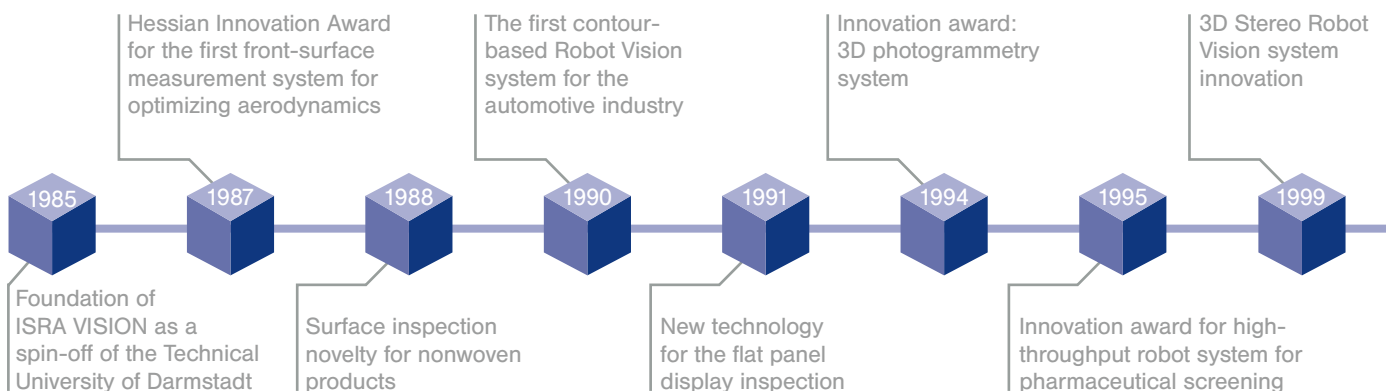 Hessian Innovation Award
for the first front-surface
measurement system for
optimizing aerodynamics
The first contour-
based Robot Vision
system for the
automotive industry
Innovation award:
3D photogrammetry
system
3D Stereo Robot
Vision system
innovation
1985
1987
1988
1990
1991
1994
1995
1999
Foundation of
ISRA VISION as a
spin-off of the Technical
University of Darmstadt
Surface inspection
novelty for nonwoven
products
New technology
for the flat panel
display inspection
Innovation award for high-
throughput robot system for
pharmaceutical screening